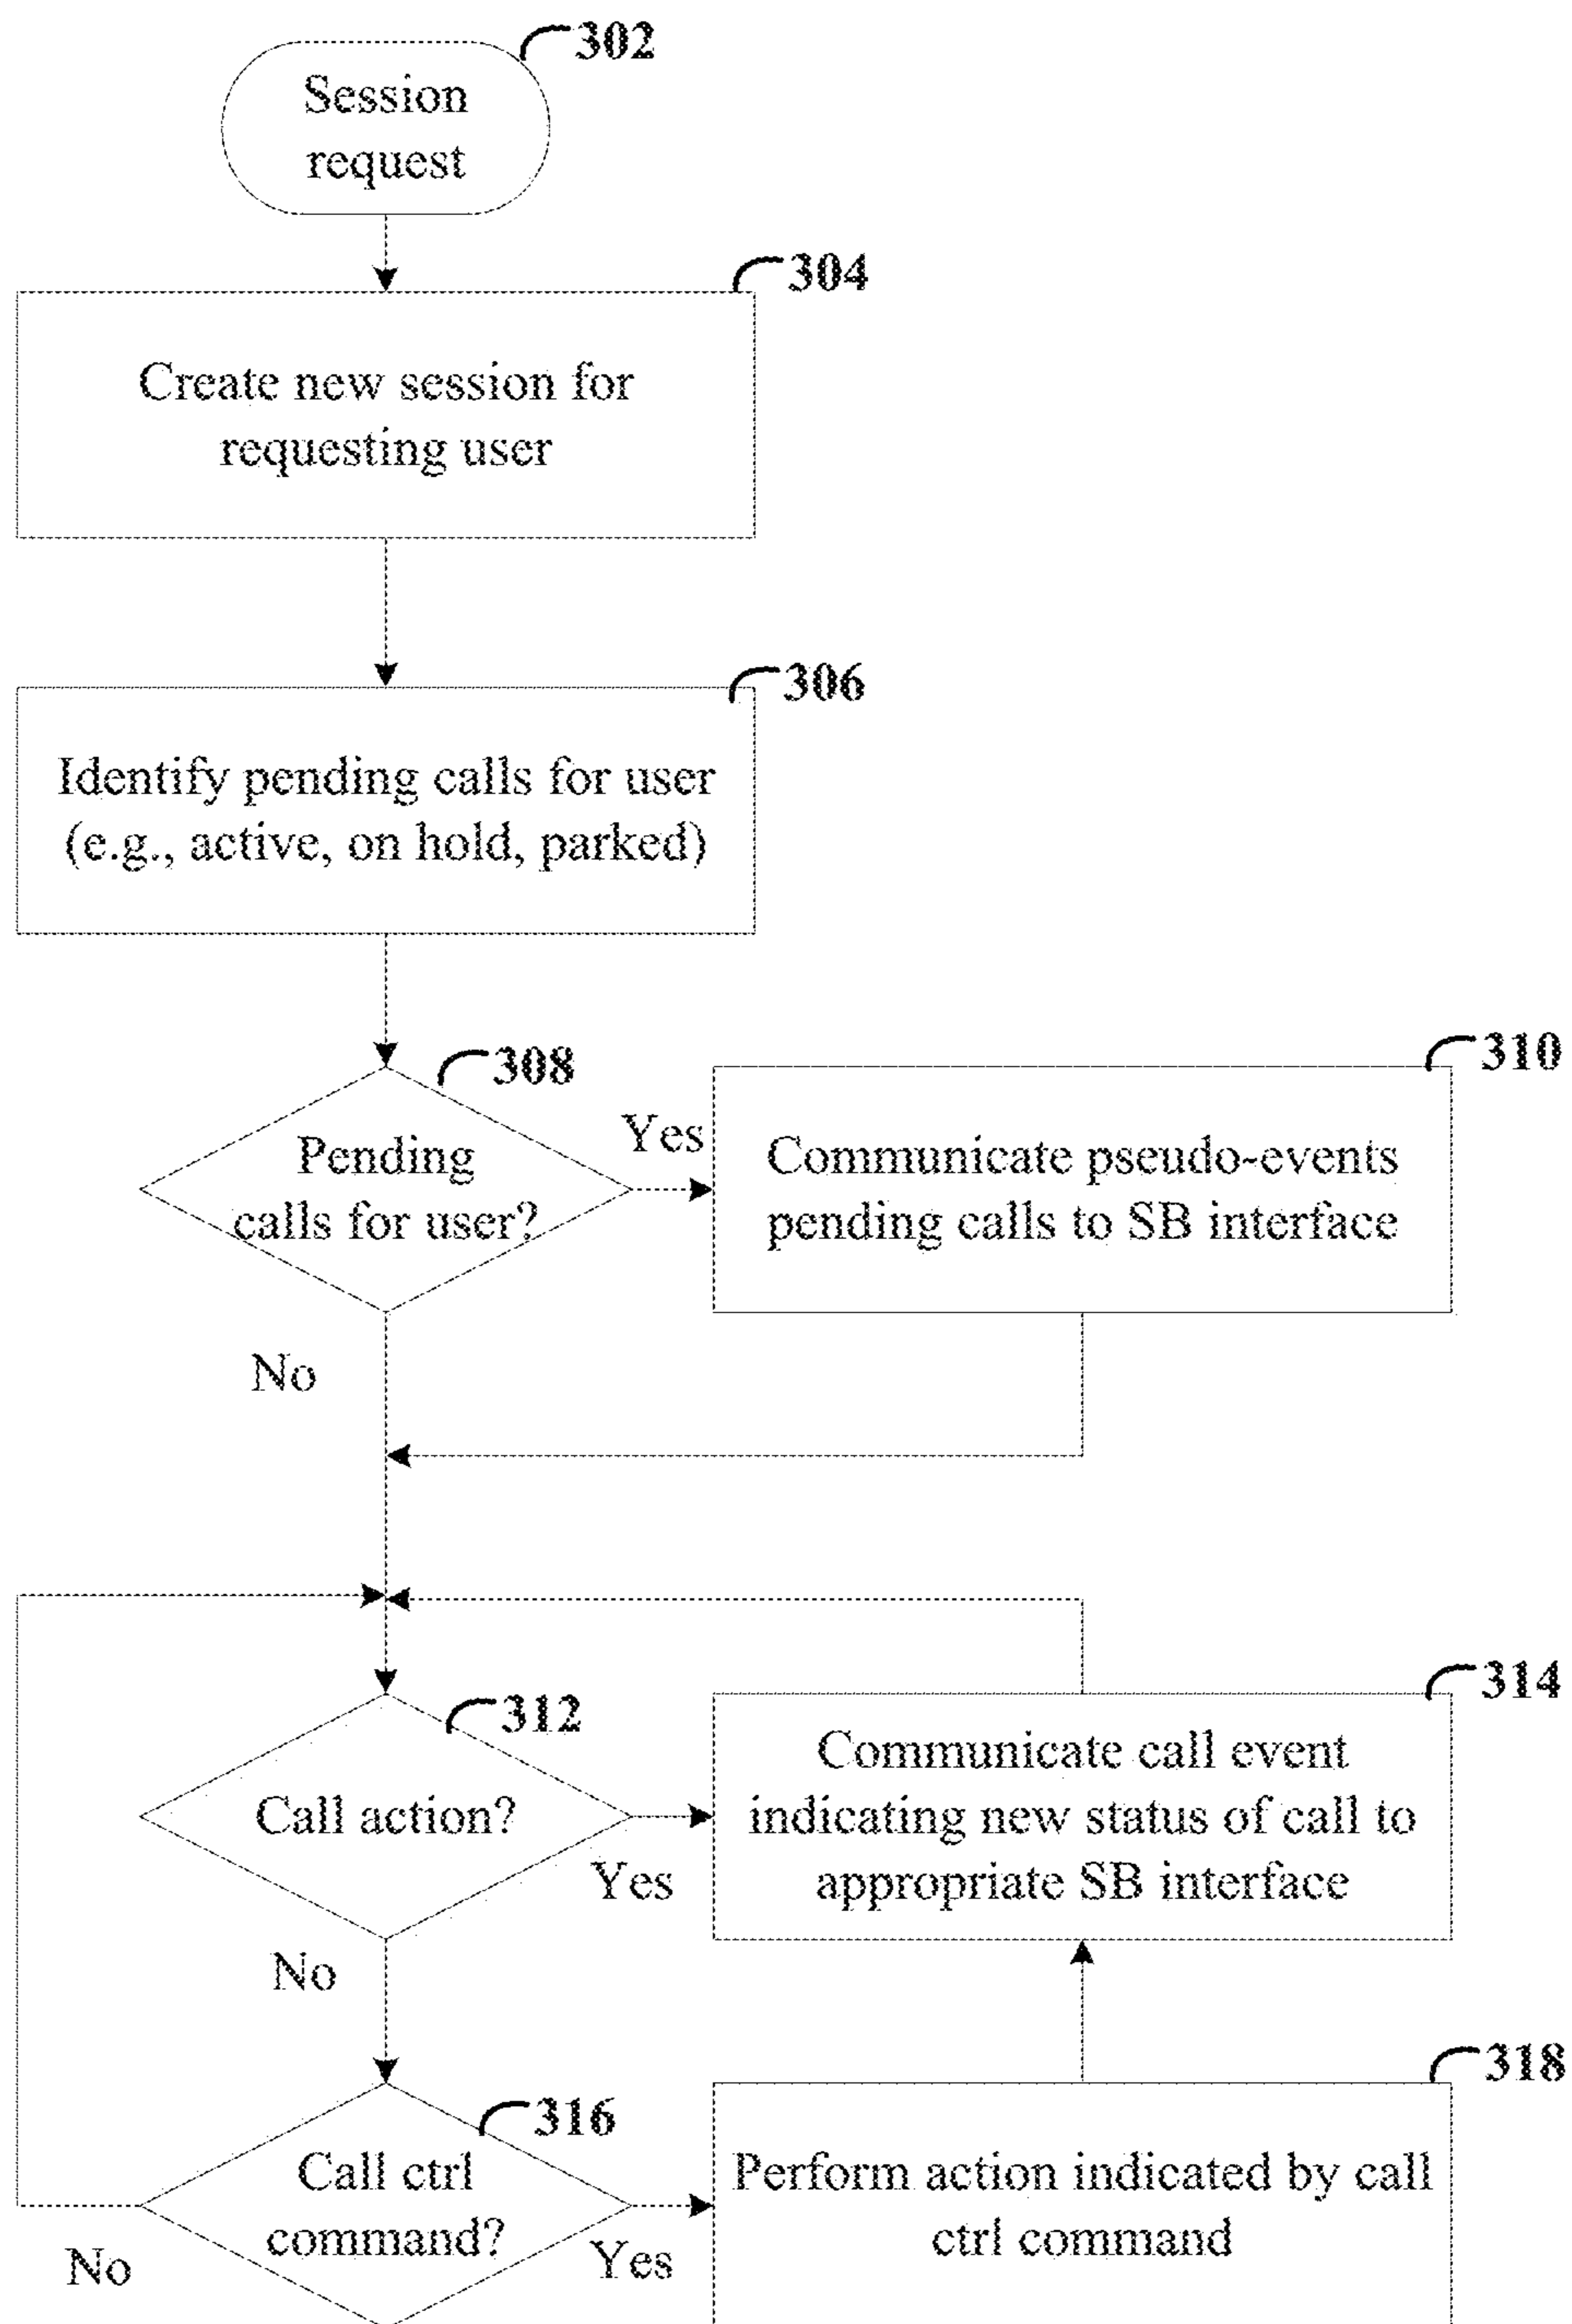 302
Session
request
304
Create new session for
requesting user
306
Identify pending calls for user
(e.g., active, on hold, parked)
308
Pending
calls for user?
Yes
310
Communicate pseudo-events
pending calls to SB interface
No
312
Call action?
Yes
314
Communicate call event
indicating new status of call to
appropriate SB interface
No
316
Call ctrl
command?
Yes
318
Perform action indicated by call
ctrl command
No